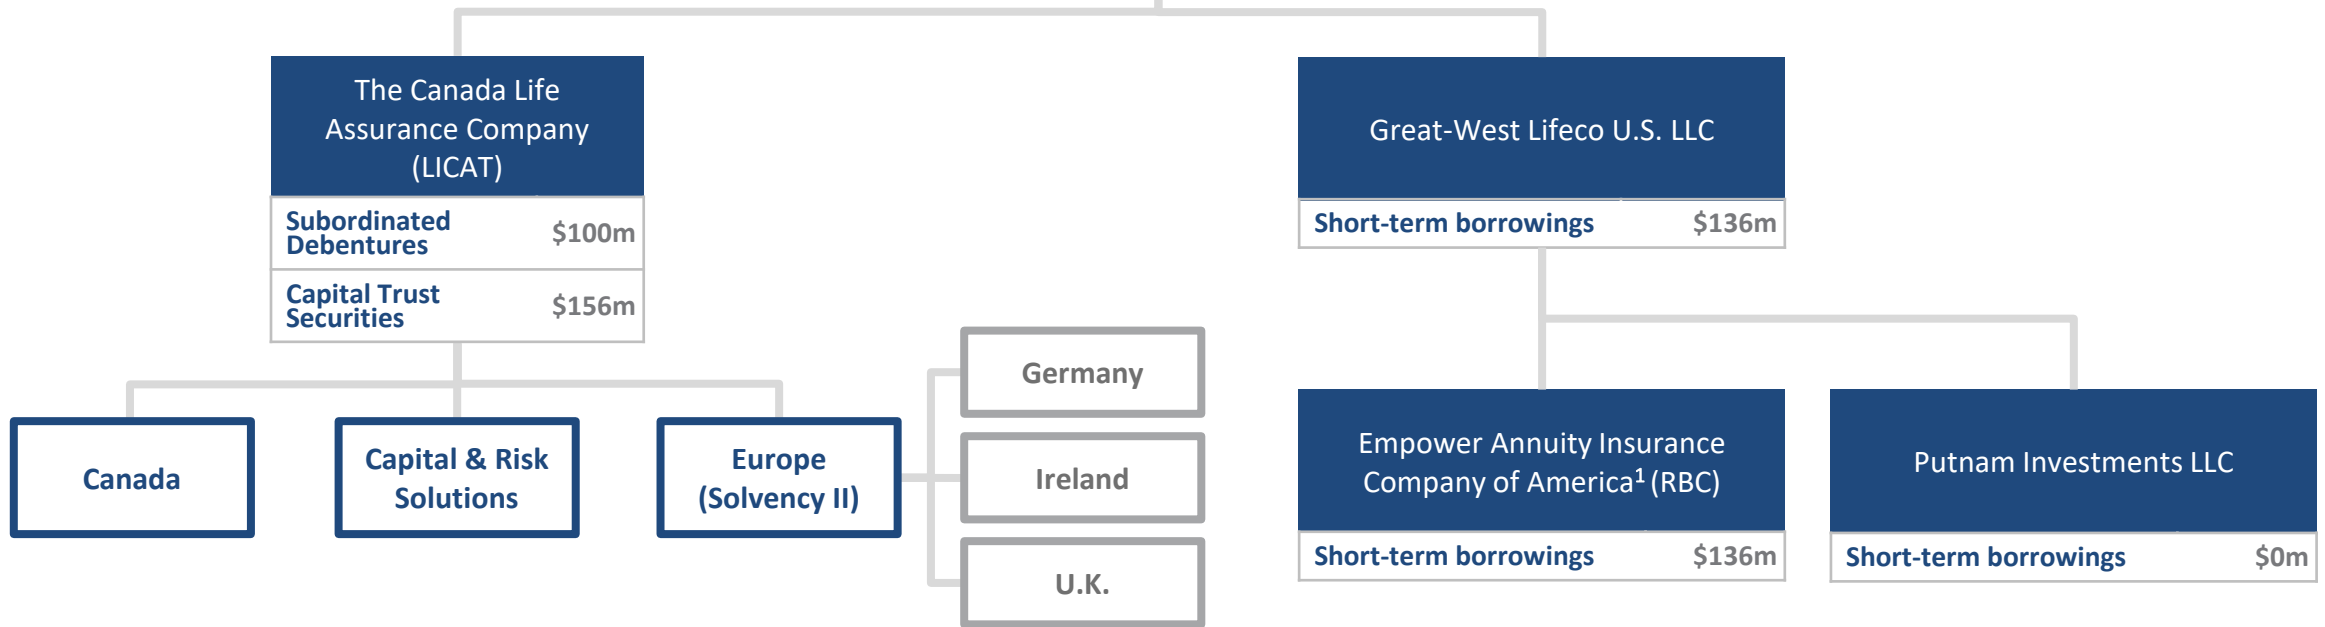 The Canada Life
Assurance Company
(LICAT)
Subordinated
Debentures
$100m
Capital Trust
Securities
$156m
Canada
Capital & Risk
Solutions
Europe
(Solvency II)
Germany
Ireland
U.K.
Great-West Lifeco U.S. LLC
Short-term borrowings $136m
Empower Annuity Insurance
Company of America¹ (RBC)
Short-term borrowings $136m
Putnam Investments LLC
Short-term borrowings $0m